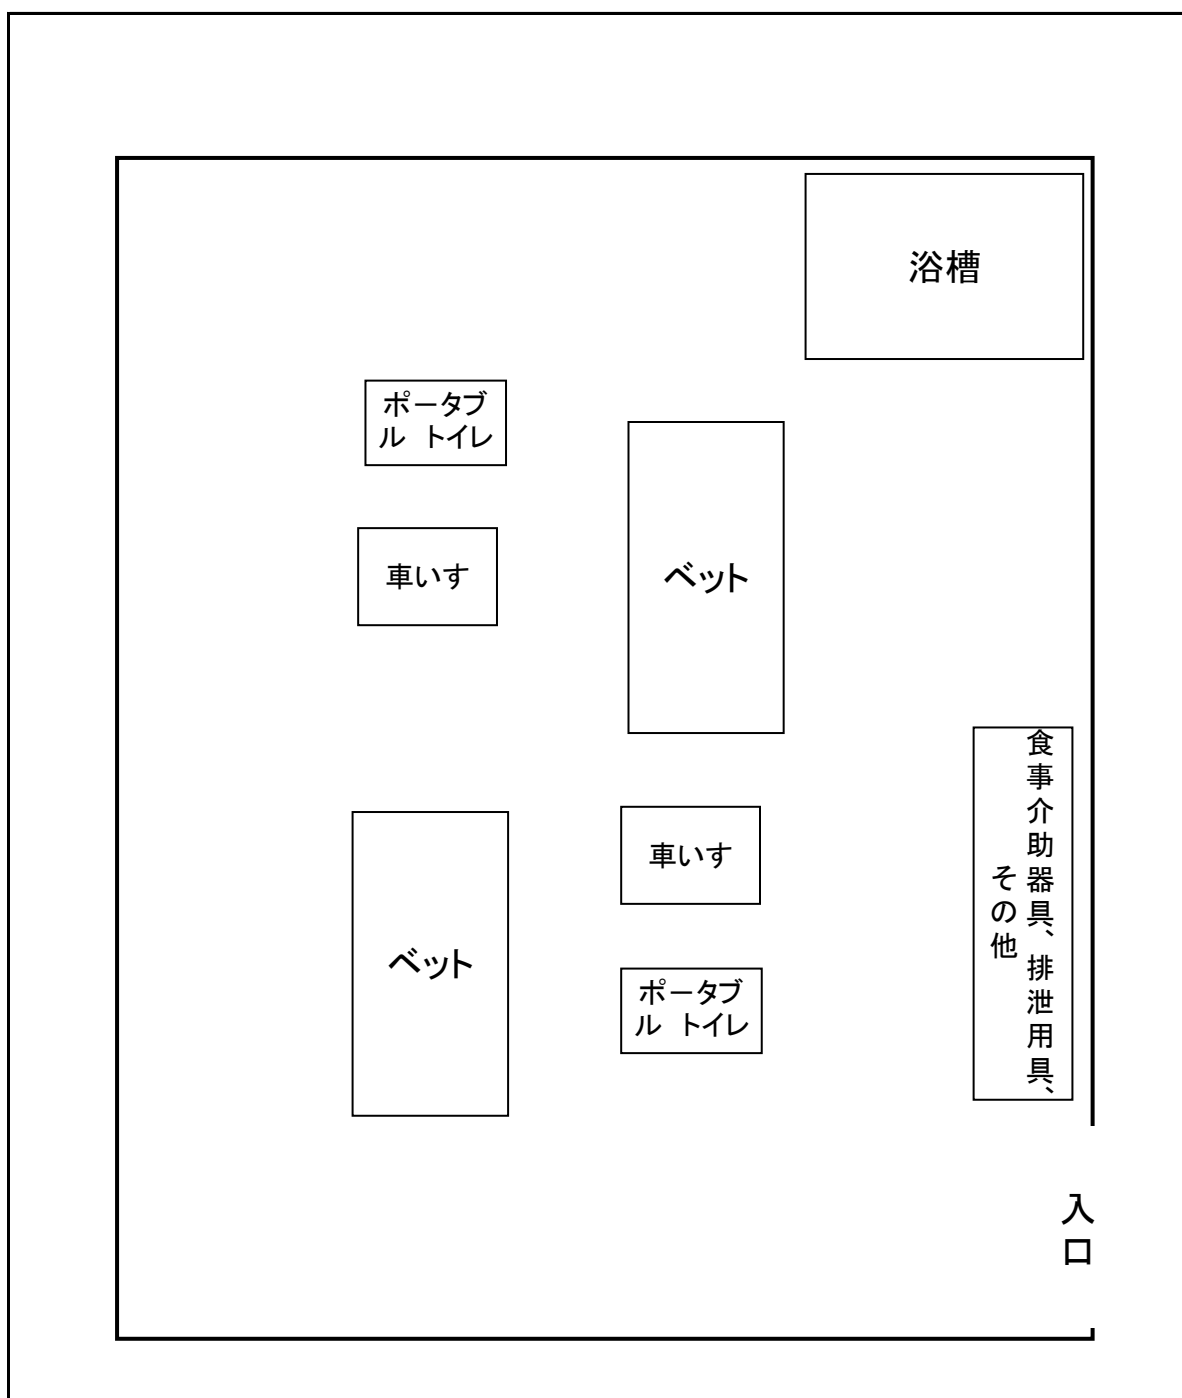 浴槽
ポータブ
ル トイレ
車いす
ベット
食事介助器具、排泄用具、
その他
車いす
ベット
ポータブ
ル トイレ
入口